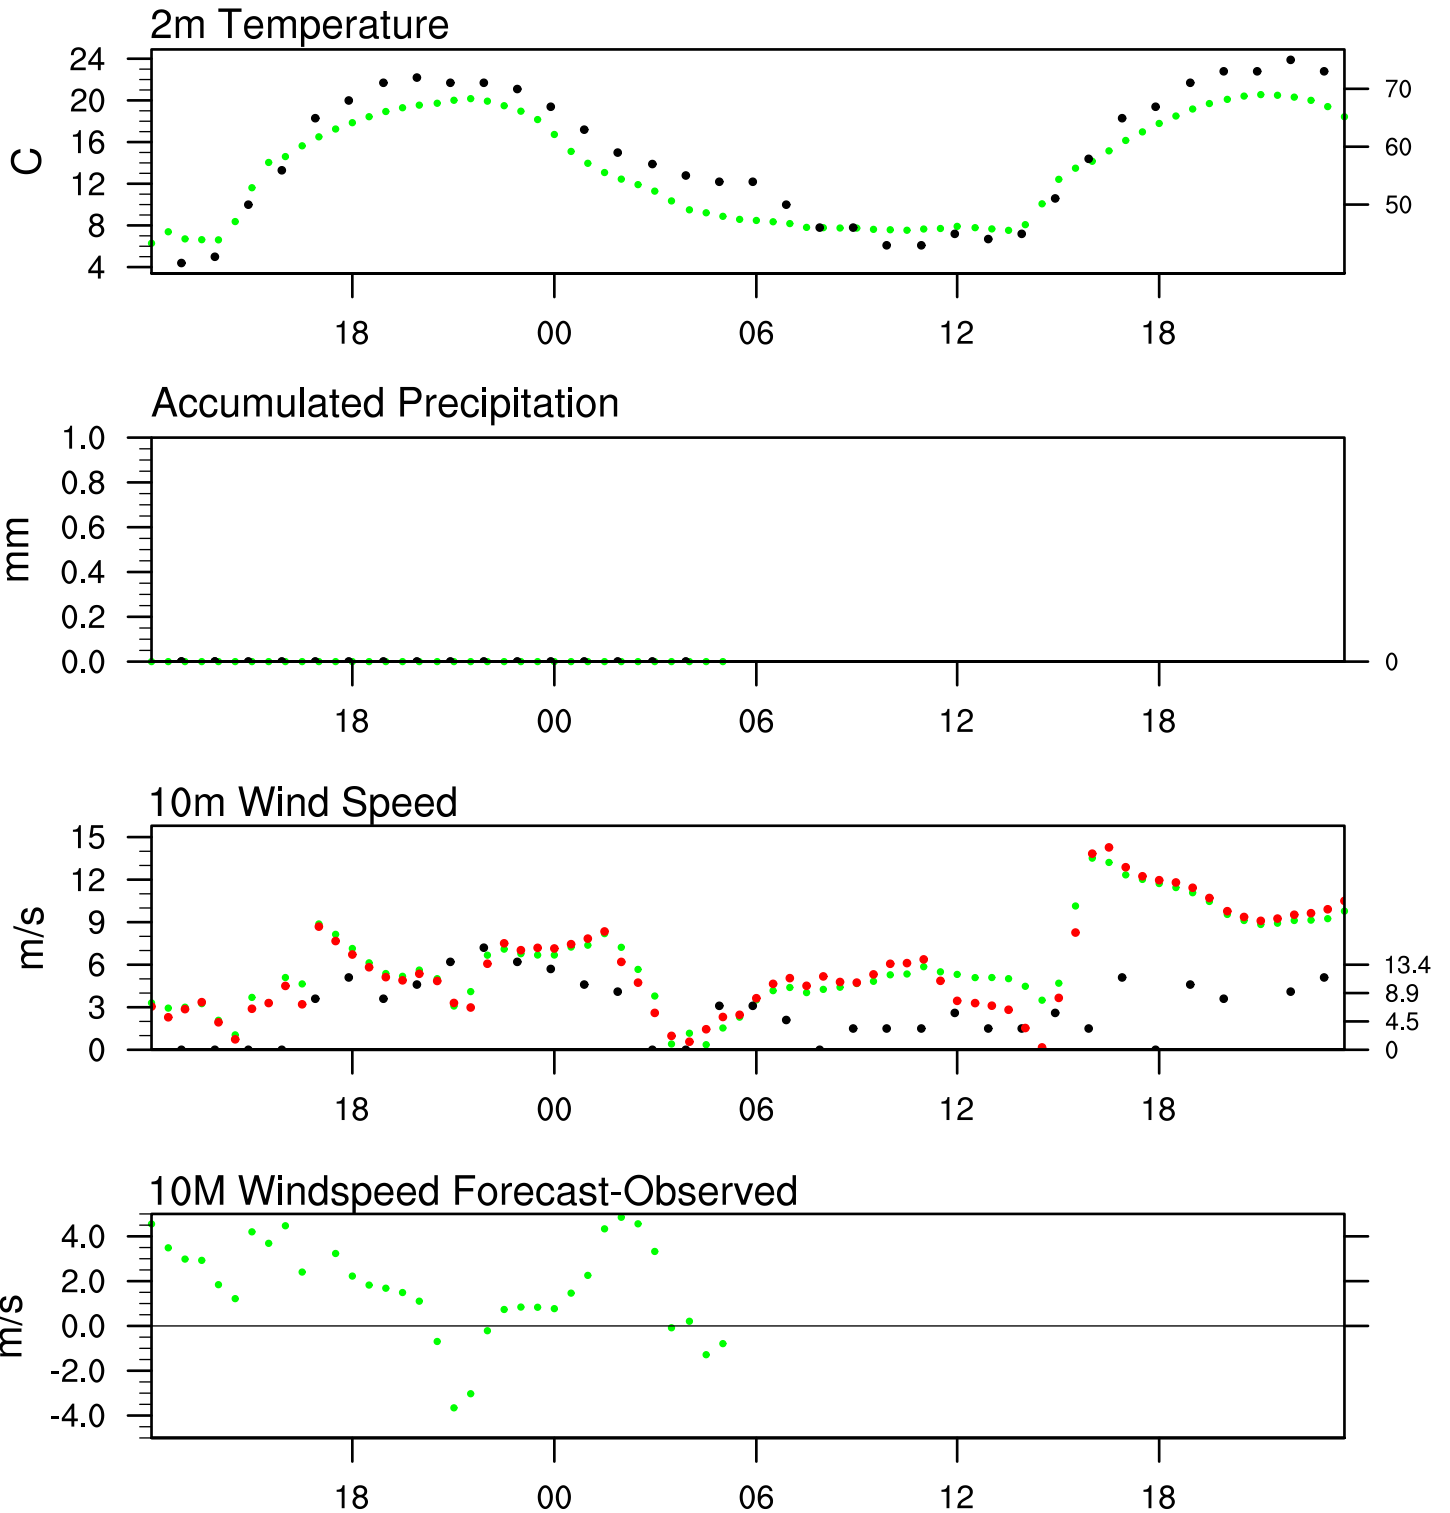 2m Temperature
24
20
16
12
8
4
C
70
60
50
18 00 06 12 18
Accumulated Precipitation
1.0
0.8
0.6
0.4
0.2
0.0
mm
0
18 00 06 12 18
10m Wind Speed
15
12
9
6
3
0
m/s
13.4
8.9
4.5
0
18 00 06 12 18
10M Windspeed Forecast-Observed
4.0
2.0
0.0
-2.0
-4.0
m/s
18 00 06 12 18